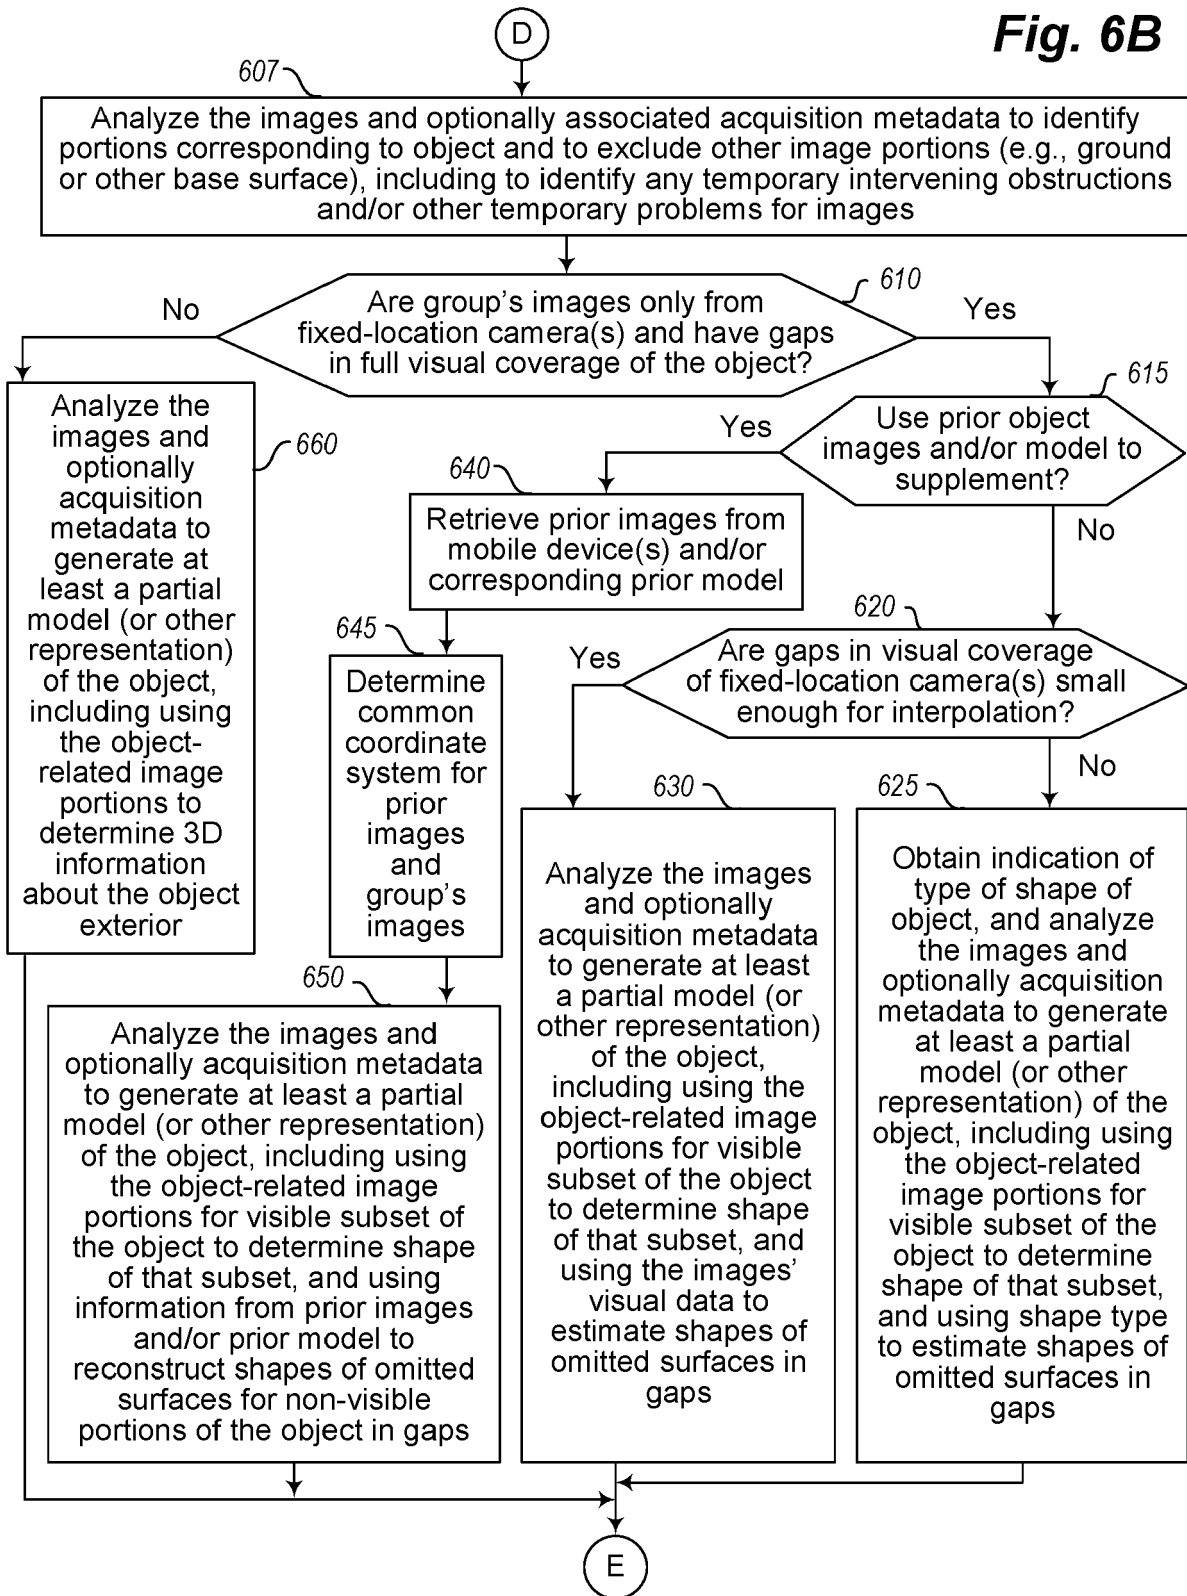 D
Fig. 6B
607
Analyze the images and optionally associated acquisition metadata to identify
portions corresponding to object and to exclude other image portions (e.g., ground
or other base surface), including to identify any temporary intervening obstructions
and/or other temporary problems for images
610
No
Are group's images only from
fixed-location camera(s) and have gaps
in full visual coverage of the object?
Yes
615
Use prior object
images and/or model to
supplement?
Yes
No
660
Analyze the
images and
optionally
acquisition
metadata to
generate at
least a partial
model (or other
representation)
of the object,
including using
the object-
related image
portions to
determine 3D
information
about the object
exterior
640
Retrieve prior images from
mobile device(s) and/or
corresponding prior model
645
Determine
common
coordinate
system for
prior
images
and
group's
images
620
Yes
Are gaps in visual coverage
of fixed-location camera(s) small
enough for interpolation?
No
650
Analyze the images and
optionally acquisition metadata
to generate at least a partial
model (or other representation)
of the object, including using
the object-related image
portions for visible subset of
the object to determine shape
of that subset, and using
information from prior images
and/or prior model to
reconstruct shapes of omitted
surfaces for non-visible
portions of the object in gaps
630
Analyze the images
and optionally
acquisition metadata
to generate at least
a partial model (or
other representation)
of the object,
including using the
object-related image
portions for visible
subset of the object
to determine shape
of that subset, and
using the images'
visual data to
estimate shapes of
omitted surfaces in
gaps
625
Obtain indication of
type of shape of
object, and analyze
the images and
optionally acquisition
metadata to generate
at least a partial
model (or other
representation) of the
object, including using
the object-related
image portions for
visible subset of the
object to determine
shape of that subset,
and using shape type
to estimate shapes of
omitted surfaces in
gaps
E